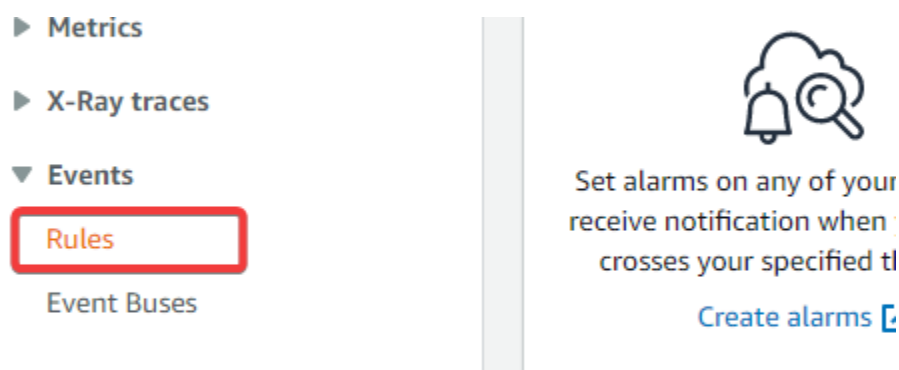 Metrics
X-Ray traces
Events
Rules
Event Buses
Set alarms on any of your
receive notification when
crosses your specified
Create alarms